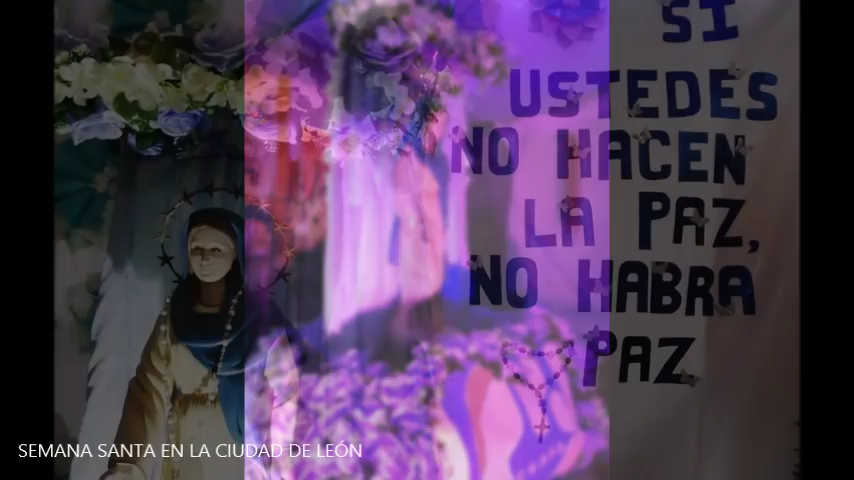 SI
USTEDES
NO HACEN
LA PAZ,
NO HABRA
PAZ
SEMANA SANTA EN LA CIUDAD DE LEÓN